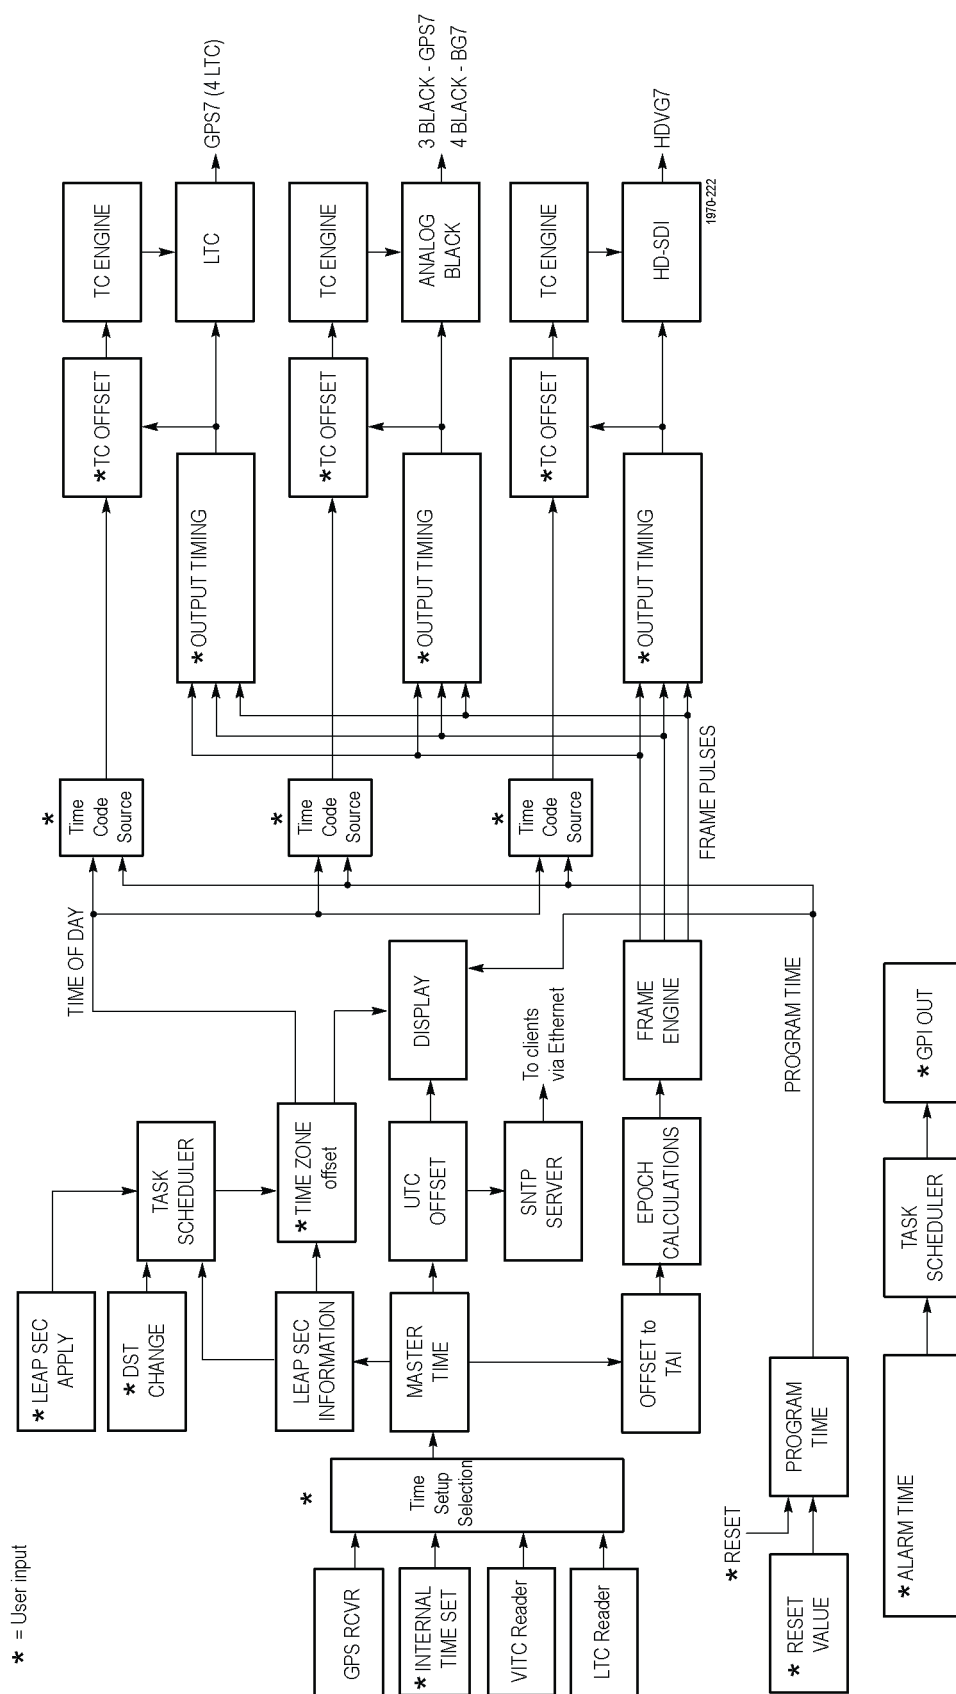 * = User input
* LEAP SEC
APPLY
* DST
CHANGE
TASK
SCHEDULER
LEAP SEC
INFORMATION
* TIME ZONE
offset
TIME OF DAY
GPS RCVR
* INTERNAL
TIME SET
VITC Reader
LTC Reader
*
Time
Setup
Selection
MASTER
TIME
UTC
OFFSET
DISPLAY
SNTP
SERVER
To clients
via Ethernet
OFFSET to
TAI
EPOCH
CALCULATIONS
FRAME
ENGINE
FRAME PULSES
*
Time
Code
Source
* TC OFFSET
TC ENGINE
* OUTPUT TIMING
LTC
GPS7 (4 LTC)
*
Time
Code
Source
* TC OFFSET
TC ENGINE
* OUTPUT TIMING
ANALOG
BLACK
3 BLACK - GPS7
4 BLACK - BG7
*
Time
Code
Source
* TC OFFSET
TC ENGINE
* OUTPUT TIMING
HD-SDI
HDVG7
1970-222
* RESET
* RESET
VALUE
PROGRAM
TIME
PROGRAM TIME
* ALARM TIME
TASK
SCHEDULER
* GPI OUT